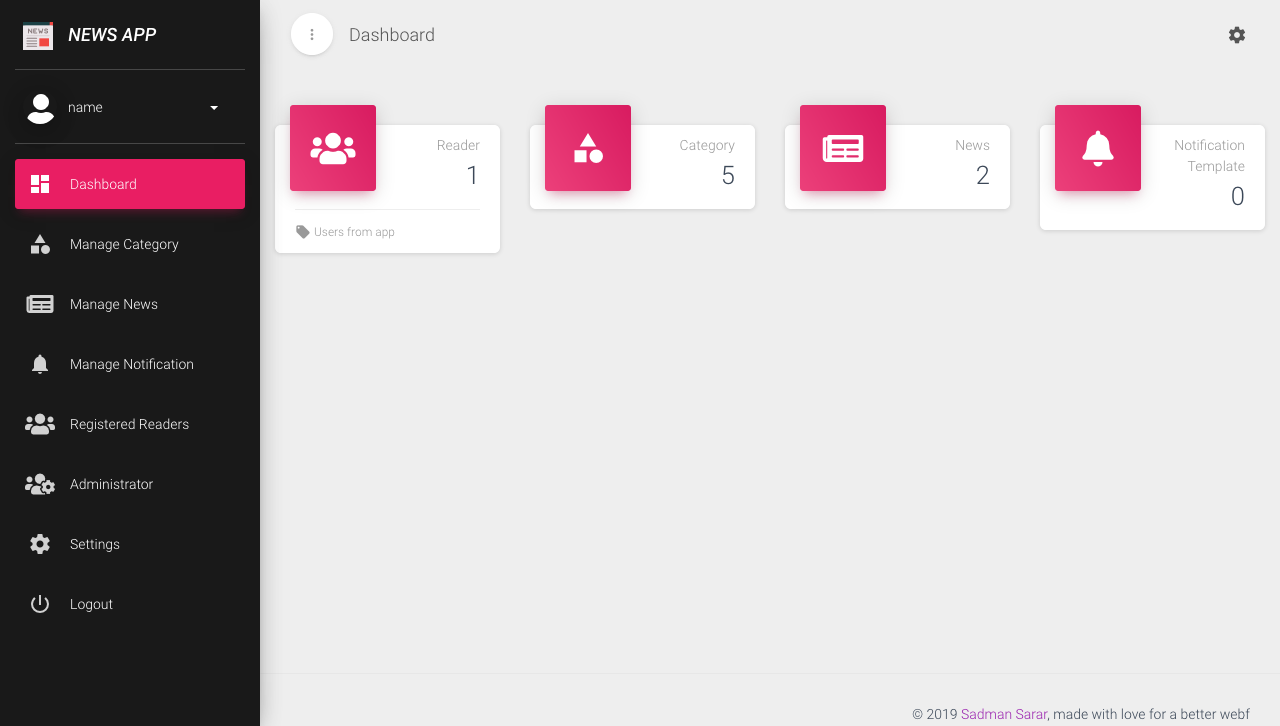 NEWS APP
name
Dashboard
Manage Category
Manage News
Manage Notification
Registered Readers
Administrator
Settings
Logout
Dashboard
Reader
1
Users from app
Category
5
News
2
Notification
Template
0
© 2019 Sadman Sarar, made with love for a better webf
NEWS